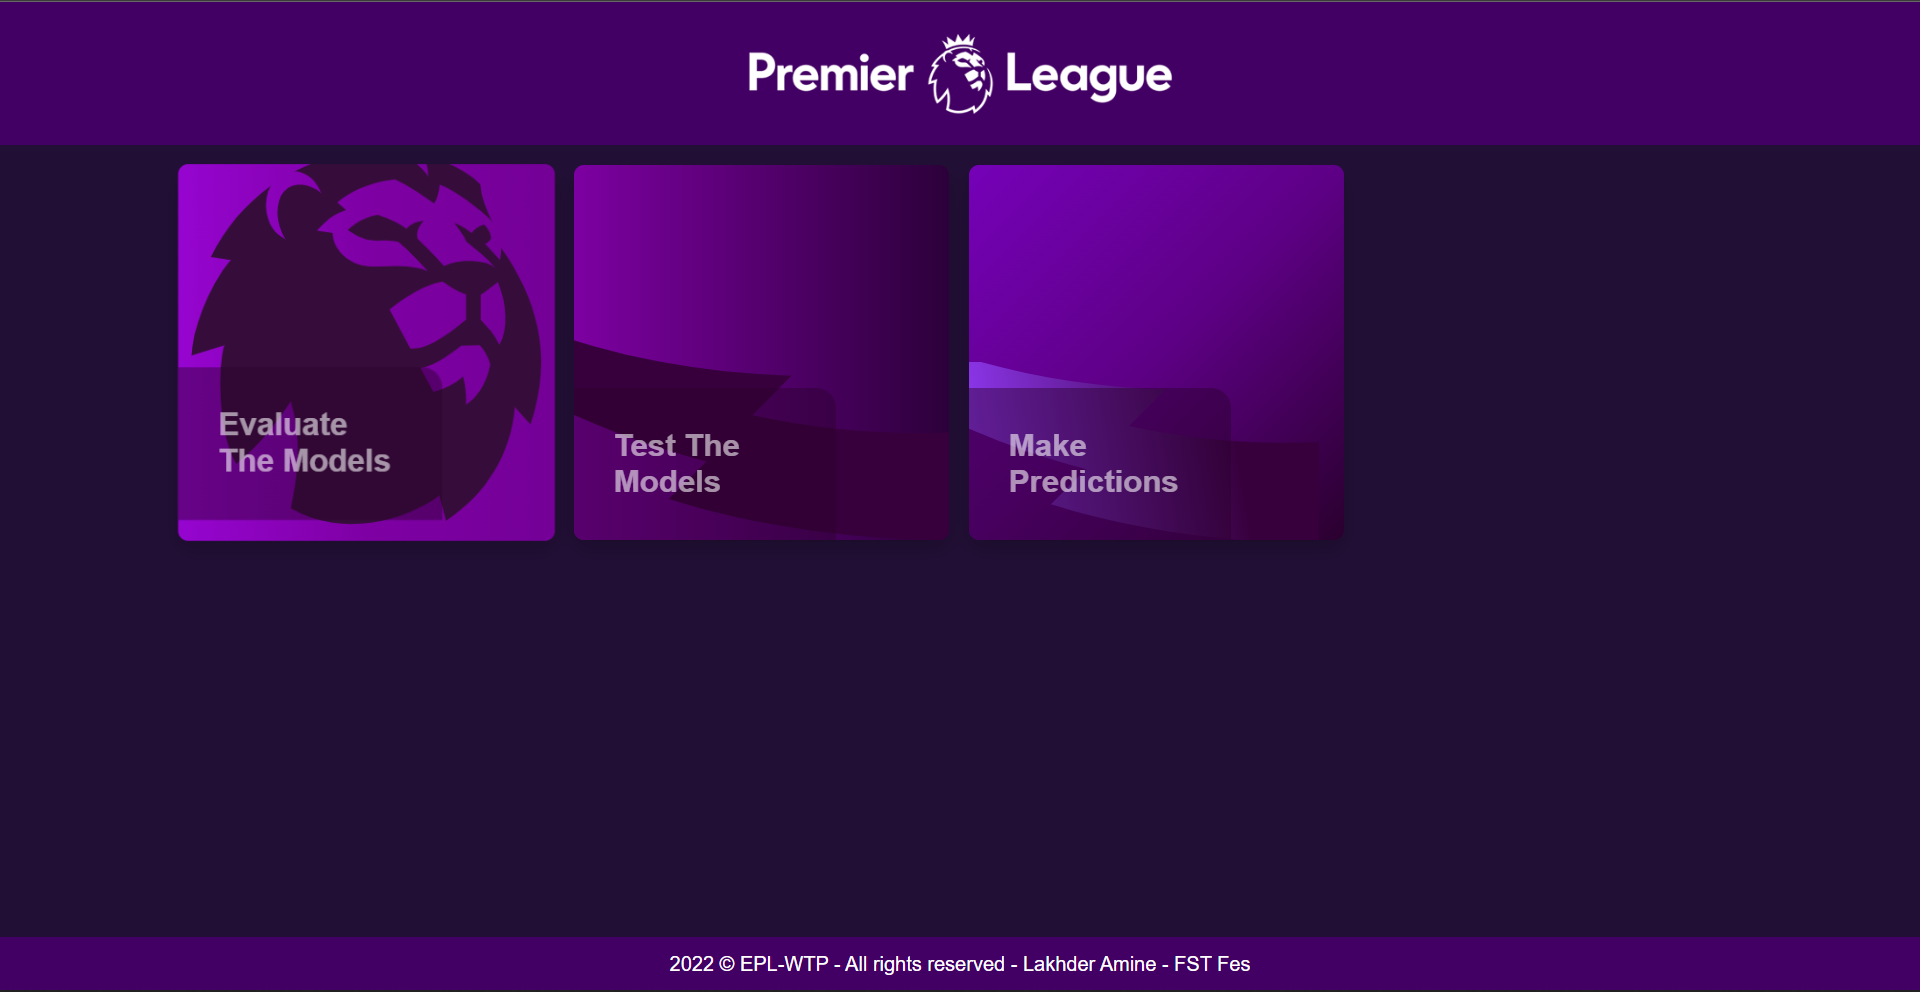 Premier League
Evaluate
The Models
Test The
Models
Make
Predictions
2022 © EPL-WTP - All rights reserved - Lakhder Amine - FST Fes